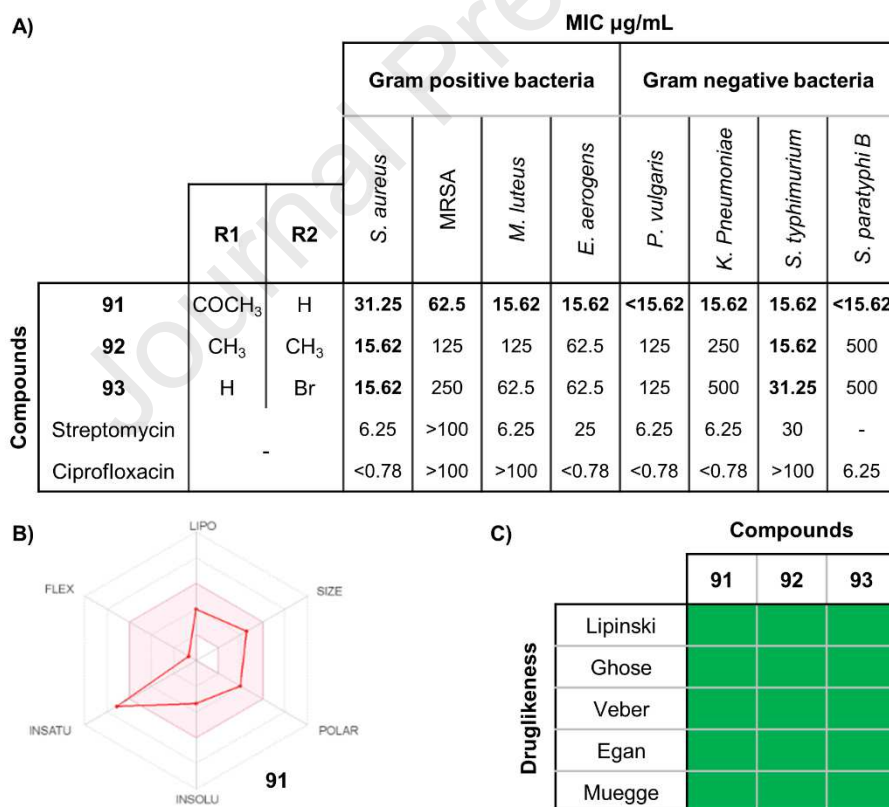 A)
MIC µg/mL
Gram positive bacteria Gram negative bacteria
R1 R2 S. aureus MRSA M. luteus E. aerogens P. vulgaris K. Pneumoniae S. typhimurium S. paratyphi B
Compounds
91 COCH₃ H 31.25 62.5 15.62 15.62 <15.62 15.62 15.62 <15.62
92 CH₃ CH₃ 15.62 125 125 62.5 125 250 15.62 500
93 H Br 15.62 250 62.5 62.5 125 500 31.25 500
Streptomycin - 6.25 >100 6.25 25 6.25 6.25 30 -
Ciprofloxacin <0.78 >100 >100 <0.78 <0.78 <0.78 >100 6.25
Journal Pre
B)
LIPO
FLEX SIZE
INSATU POLAR
INSOLU
91
C)
Compounds
91 92 93
Druglikeness
Lipinski
Ghose
Veber
Egan
Muegge